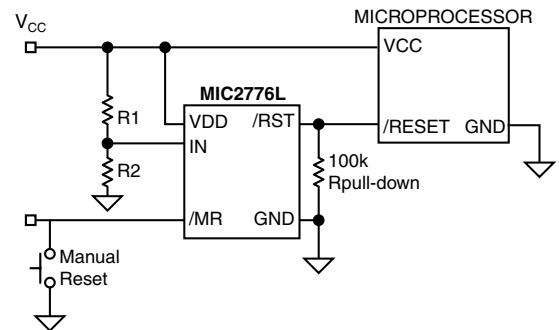 MICROPROCESSOR
VCC
VCC
MIC2776L
R1
VDD
/RST
/RESET
GND
IN
R2
100k
Rpull-down
/MR
GND
Manual
Reset